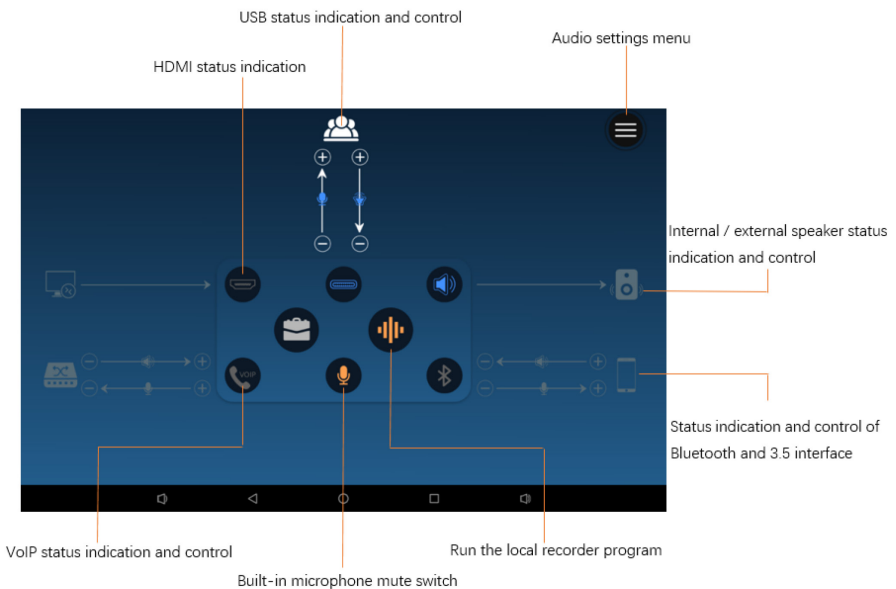 USB status indication and control
Audio settings menu
HDMI status indication
Internal / external speaker status
indication and control
VOIP
Status indication and control of
Bluetooth and 3.5 interface
VoIP status indication and control
Run the local recorder program
Built-in microphone mute switch